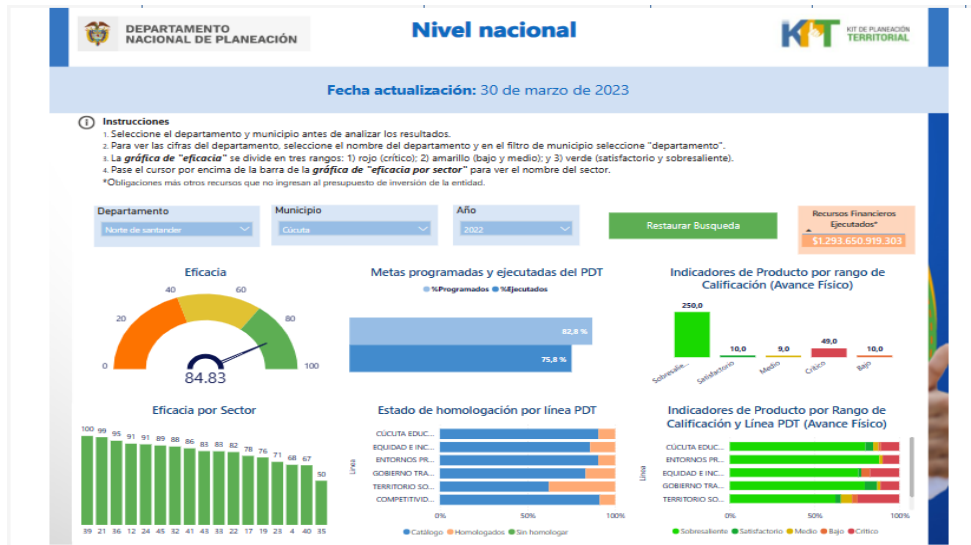 DEPARTAMENTO
NACIONAL DE PLANEACIÓN
Nivel nacional
KPT
KIT DE PLANEACIÓN
TERRITORIAL
Fecha actualización: 30 de marzo de 2023
Instrucciones
1. Seleccione el departamento y municipio antes de analizar los resultados.
2. Para ver las cifras del departamento, seleccione el nombre del departamento y en el filtro de municipio seleccione "departamento".
3. La gráfica de "eficacia" se divide en tres rangos: 1) rojo (crítico); 2) amarillo (bajo y medio); y 3) verde (satisfactorio y sobresaliente).
4. Pase el cursor por encima de la barra de la gráfica de "eficacia por sector" para ver el nombre del sector.
*Obligaciones más otros recursos que no ingresan al presupuesto de inversión de la entidad.
Departamento
Norte de santander
Municipio
Cúcuta
Año
2022
Restaurar Busqueda
Recursos Financieros
Ejecutados*
$1.293.650.919.303
Eficacia
0
20
40
60
80
100
84.83
Metas programadas y ejecutadas del PDT
%Programados %Ejecutados
82,8 %
75,8 %
Indicadores de Producto por rango de
Calificación (Avance Físico)
250,0
10,0
9,0
49,0
10,0
Sobresalie...
Satisfactorio
Medio
Crítico
Bajo
Eficacia por Sector
100 99 95 91 91 89 88 86 83 83 82 78 76 71 68 67 50
39 21 36 12 24 45 32 41 43 33 22 17 19 23 4 40 35
Estado de homologación por línea PDT
Línea
CÚCUTA EDUC...
EQUIDAD E INC...
ENTORNOS PR...
GOBIERNO TRA...
TERRITORIO SO...
COMPETITIVID...
0% 50% 100%
Catálogo Homologados Sin homologar
Indicadores de Producto por Rango de
Calificación y Línea PDT (Avance Físico)
Línea
CÚCUTA EDUC...
ENTORNOS PR...
EQUIDAD E INC...
GOBIERNO TRA...
TERRITORIO SO...
0% 50% 100%
Sobresaliente Satisfactorio Medio Bajo Crítico